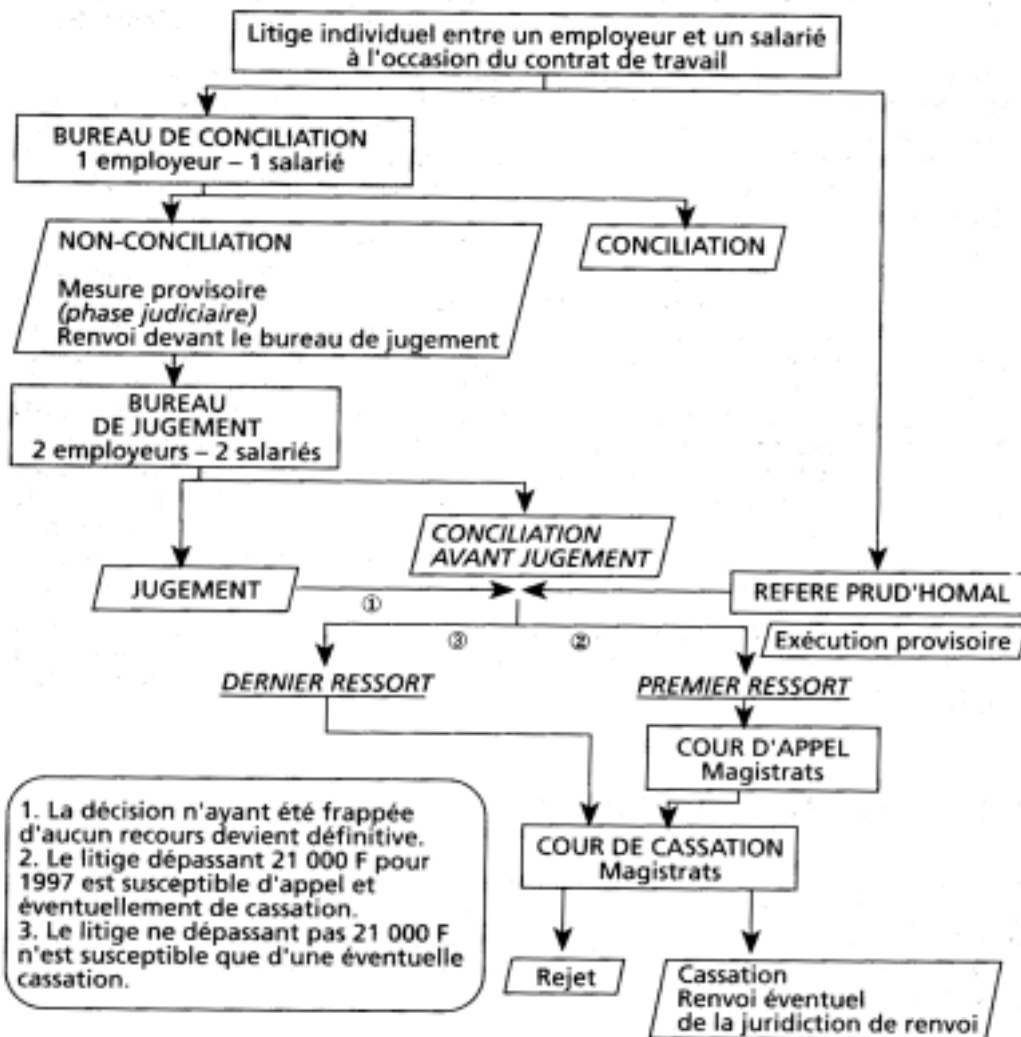 Litige individuel entre un employeur et un salarié
à l'occasion du contrat de travail
BUREAU DE CONCILIATION
1 employeur – 1 salarié
NON-CONCILIATION
Mesure provisoire
(phase judiciaire)
Renvoi devant le bureau de jugement
CONCILIATION
BUREAU
DE JUGEMENT
2 employeurs – 2 salariés
CONCILIATION
AVANT JUGEMENT
JUGEMENT
①
REFERE PRUD'HOMAL
Exécution provisoire
③
②
DERNIER RESSORT
PREMIER RESSORT
COUR D'APPEL
Magistrats
COUR DE CASSATION
Magistrats
1. La décision n'ayant été frappée
d'aucun recours devient définitive.
2. Le litige dépassant 21 000 F pour
1997 est susceptible d'appel et
éventuellement de cassation.
3. Le litige ne dépassant pas 21 000 F
n'est susceptible que d'une éventuelle
cassation.
Rejet
Cassation
Renvoi éventuel
de la juridiction de renvoi